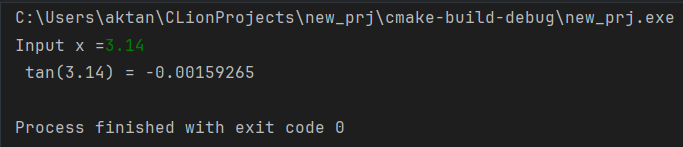 C:\Users\aktan\CLionProjects\new_prj\cmake-build-debug\new_prj.exe
Input x =3.14
 tan(3.14) = -0.00159265
Process finished with exit code 0